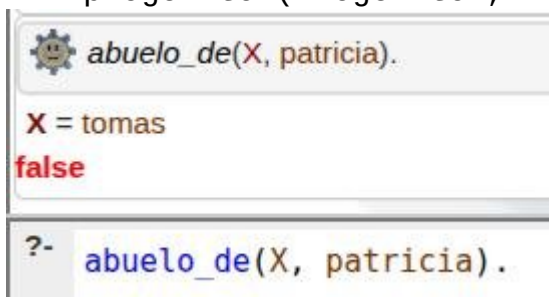 abuelo_de(X, patricia).
X = tomas
false
?- abuelo_de(X, patricia).